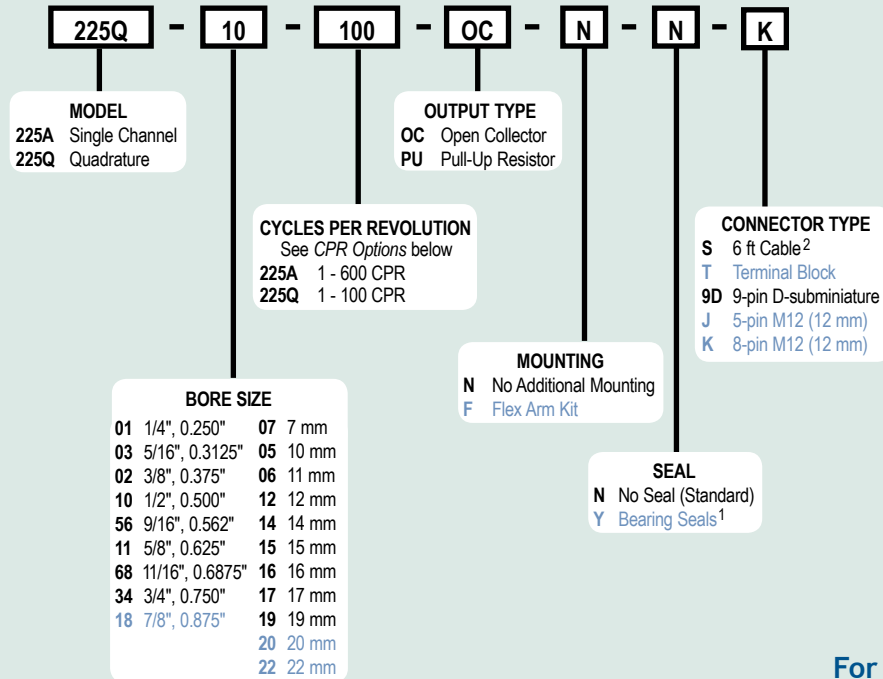 225Q - 10 - 100 - OC - N - N - K
MODEL
225A Single Channel
225Q Quadrature
OUTPUT TYPE
OC Open Collector
PU Pull-Up Resistor
CYCLES PER REVOLUTION
See CPR Options below
225A 1 - 600 CPR
225Q 1 - 100 CPR
CONNECTOR TYPE
S 6 ft Cable2
T Terminal Block
9D 9-pin D-subminiature
J 5-pin M12 (12 mm)
K 8-pin M12 (12 mm)
MOUNTING
N No Additional Mounting
F Flex Arm Kit
BORE SIZE
01 1/4", 0.250" 07 7 mm
03 5/16", 0.3125" 05 10 mm
02 3/8", 0.375" 06 11 mm
10 1/2", 0.500" 12 12 mm
56 9/16", 0.562" 14 14 mm
11 5/8", 0.625" 15 15 mm
68 11/16", 0.6875" 16 16 mm
34 3/4", 0.750" 17 17 mm
18 7/8", 0.875" 19 19 mm
20 20 mm
22 22 mm
SEAL
N No Seal (Standard)
Y Bearing Seals1
For